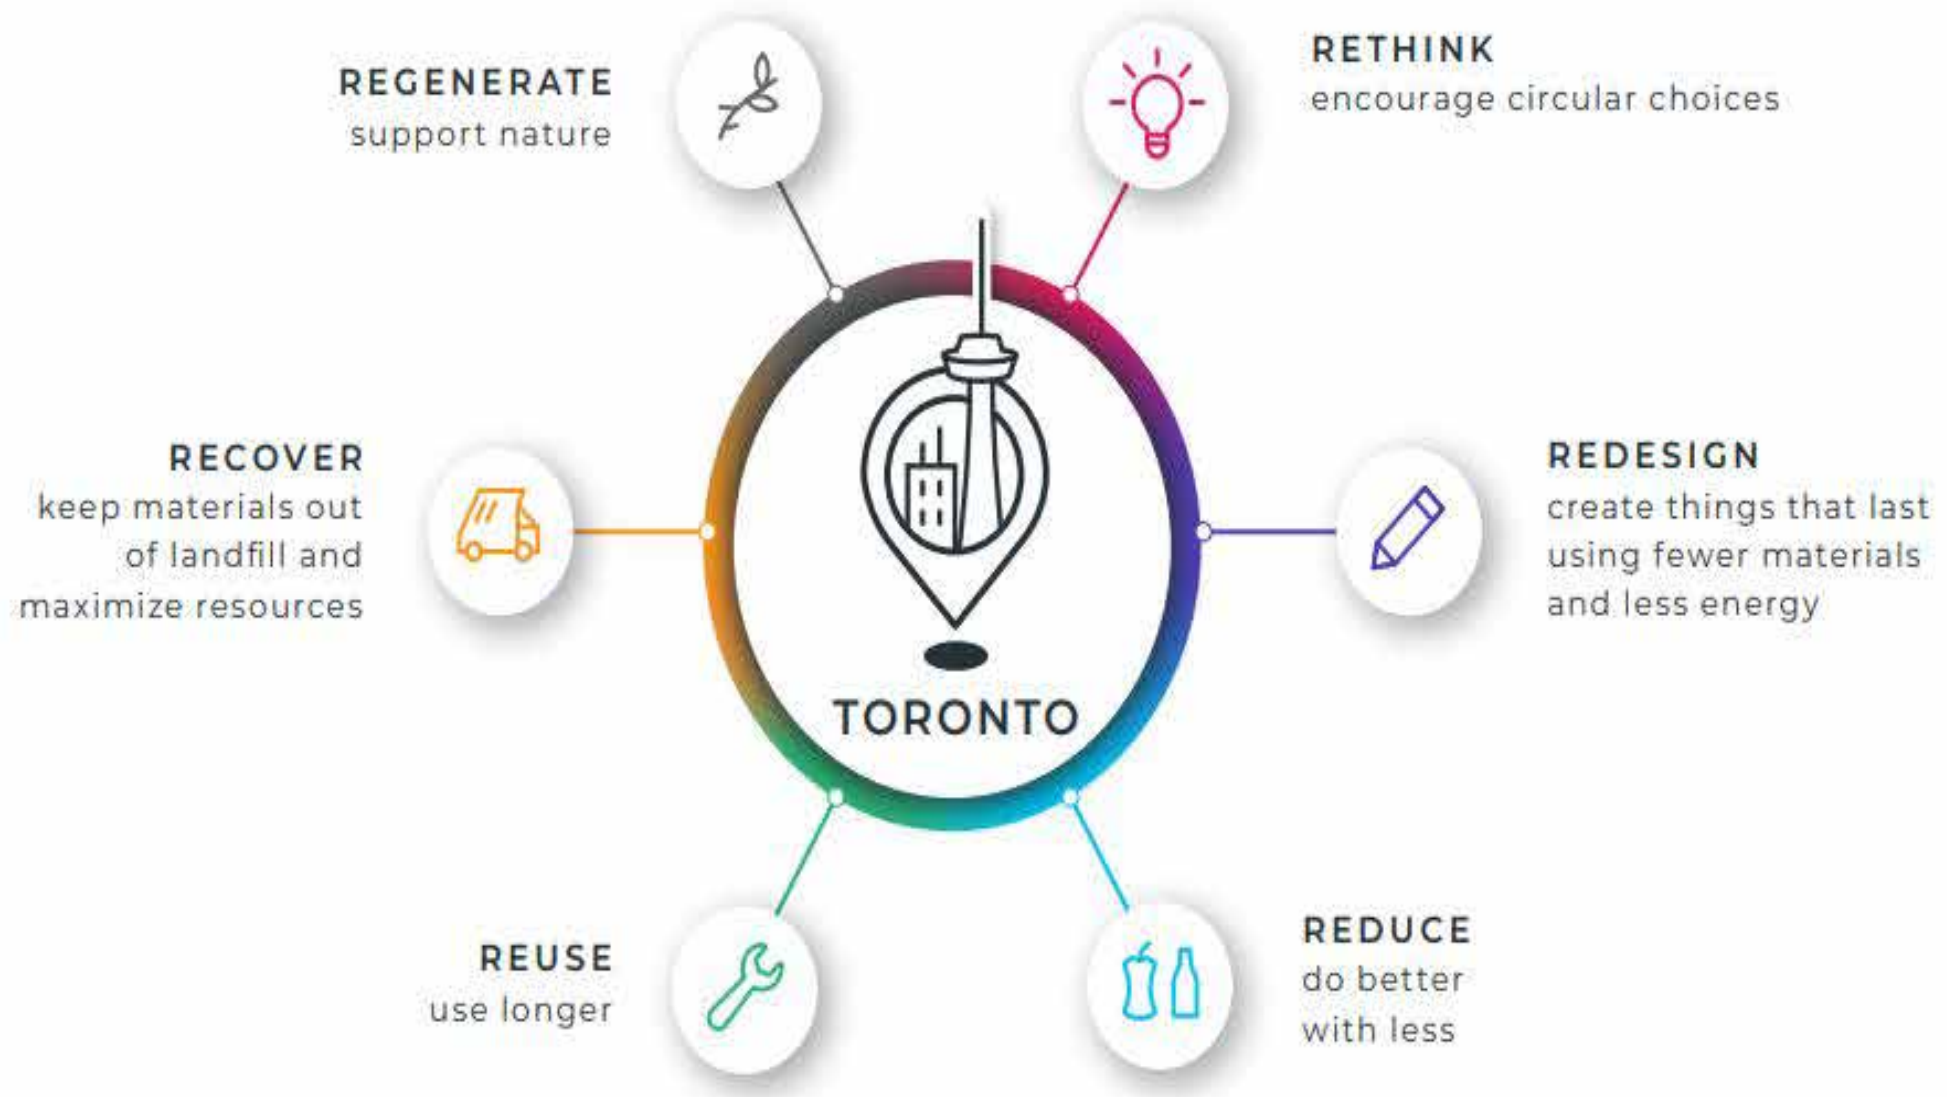 REGENERATE
support nature
RETHINK
encourage circular choices
RECOVER
keep materials out
of landfill and
maximize resources
REDESIGN
create things that last
using fewer materials
and less energy
TORONTO
REUSE
use longer
REDUCE
do better
with less